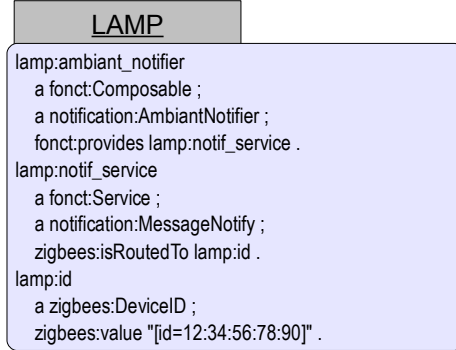 LAMP
lamp:ambiant_notifier
a fonct:Composable ;
a notification:AmbiantNotifier ;
fonct:provides lamp:notif_service .
lamp:notif_service
a fonct:Service ;
a notification:MessageNotify ;
zigbees:isRoutedTo lamp:id .
lamp:id
a zigbees:DeviceID ;
zigbees:value "[id=12:34:56:78:90]" .